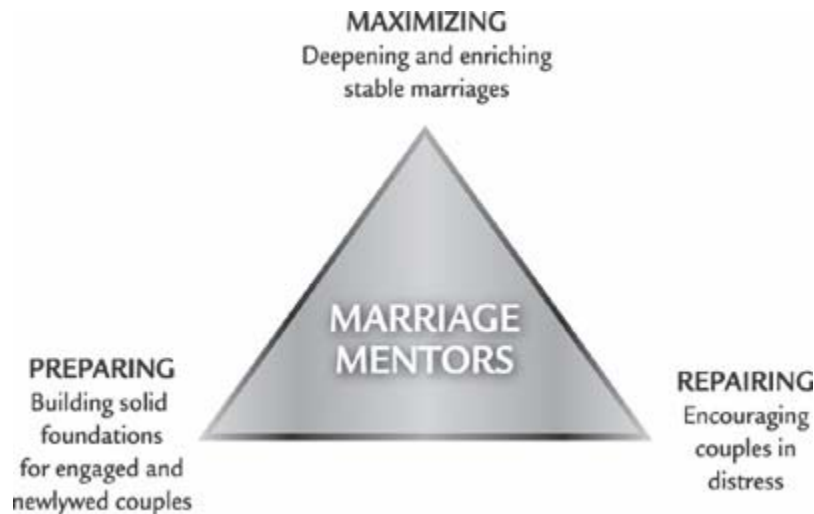 MAXIMIZING
Deepening and enriching
stable marriages
MARRIAGE
MENTORS
PREPARING
Building solid
foundations
for engaged and
newlywed couples
REPAIRING
Encouraging
couples in
distress